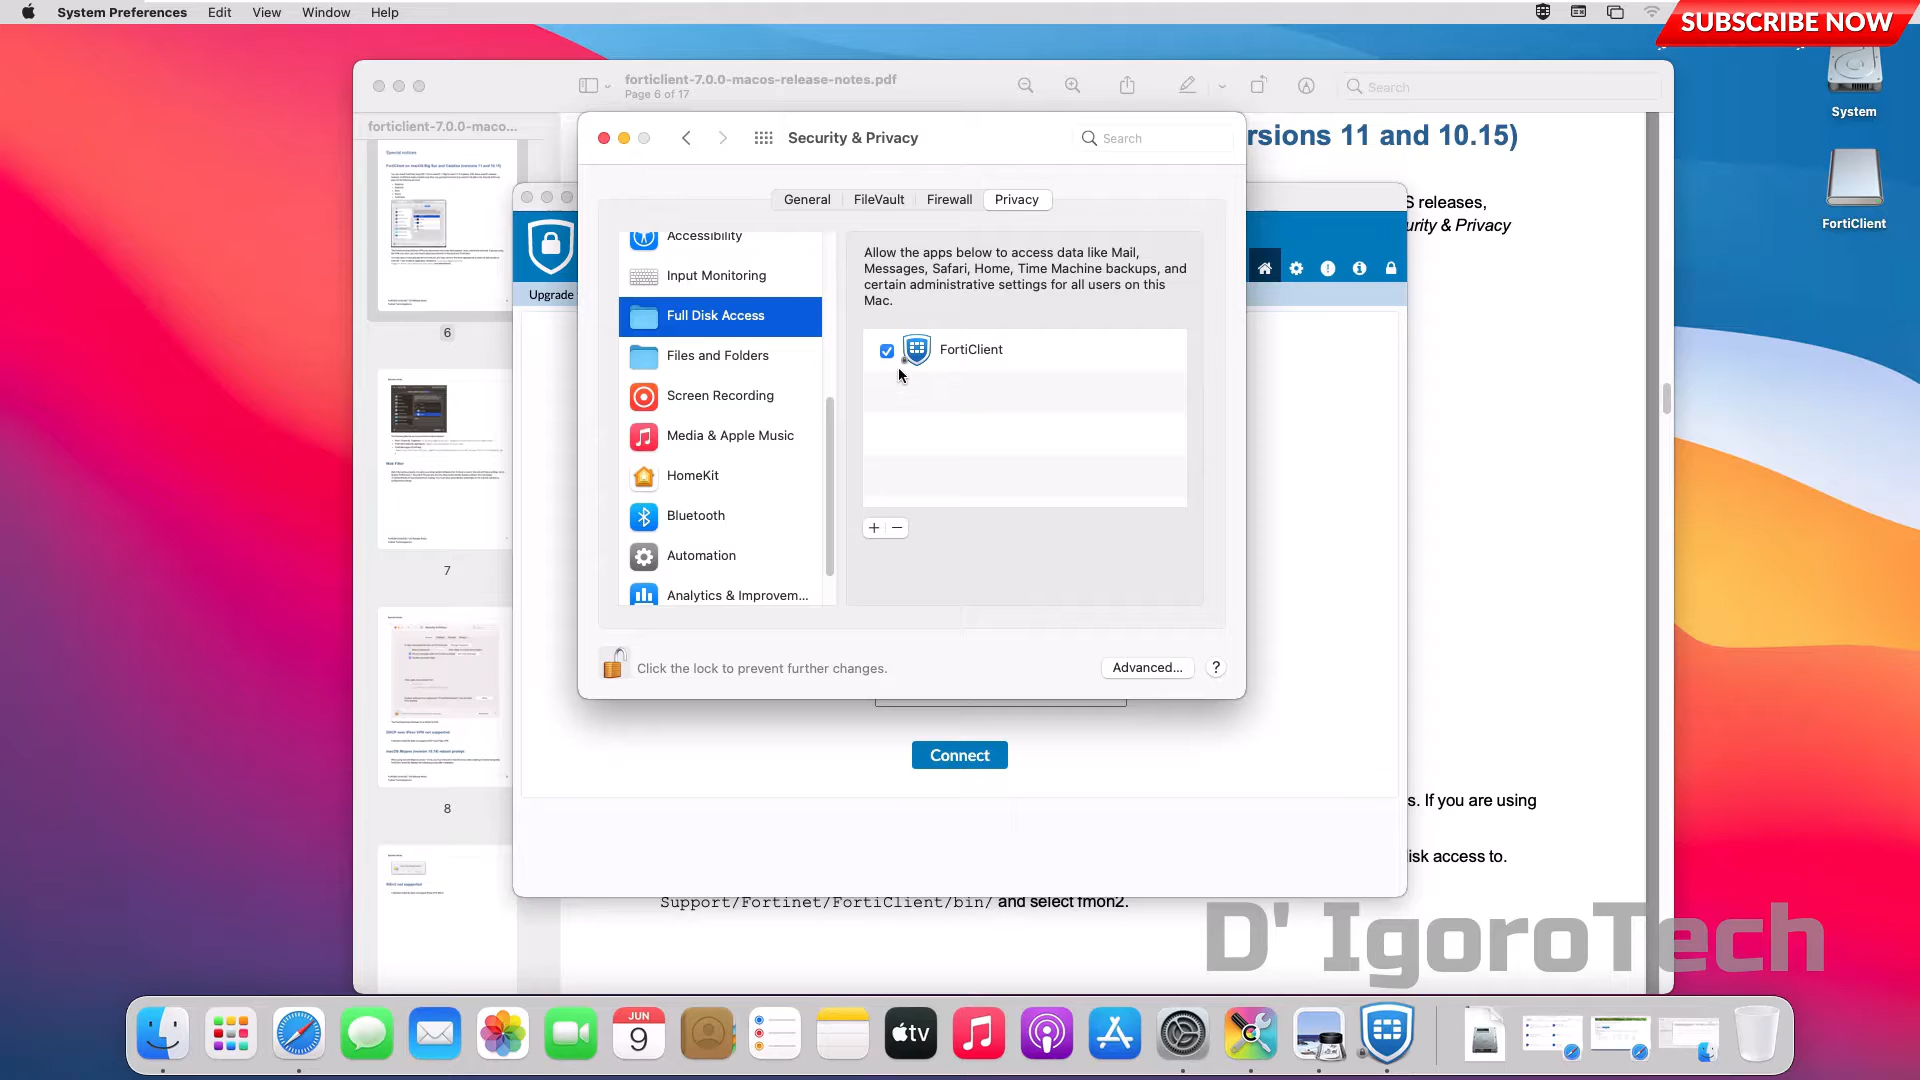 System Preferences Edit View Window Help
SUBSCRIBE NOW
forticlient-7.0.0-macos-release-notes.pdf
Page 6 of 17
Search
System
forticlient-7.0.0-maco...
Security & Privacy
Search
rsions 11 and 10.15)
S releases,
General FileVault Firewall Privacy
FortiClient
urity & Privacy
Accessibility
Input Monitoring
Full Disk Access
Files and Folders
Screen Recording
Media & Apple Music
HomeKit
Bluetooth
Automation
Analytics & Improvem...
Allow the apps below to access data like Mail,
Messages, Safari, Home, Time Machine backups, and
certain administrative settings for all users on this
Mac.
FortiClient
+ −
Upgrade
6
7
8
Click the lock to prevent further changes.
Advanced... ?
Connect
s. If you are using
isk access to.
Support/Fortinet/FortiClient/bin/ and select fmon2.
D' IgoroTech
JUN
9
tv